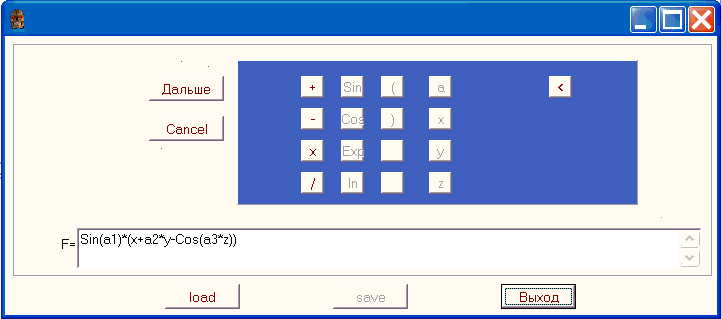 + Sin ( a <
Дальше
- Cos ) x
Cancel
x Exp y
/ ln z
F= Sin(a1)*(x+a2*y-Cos(a3*z))
load save Выход